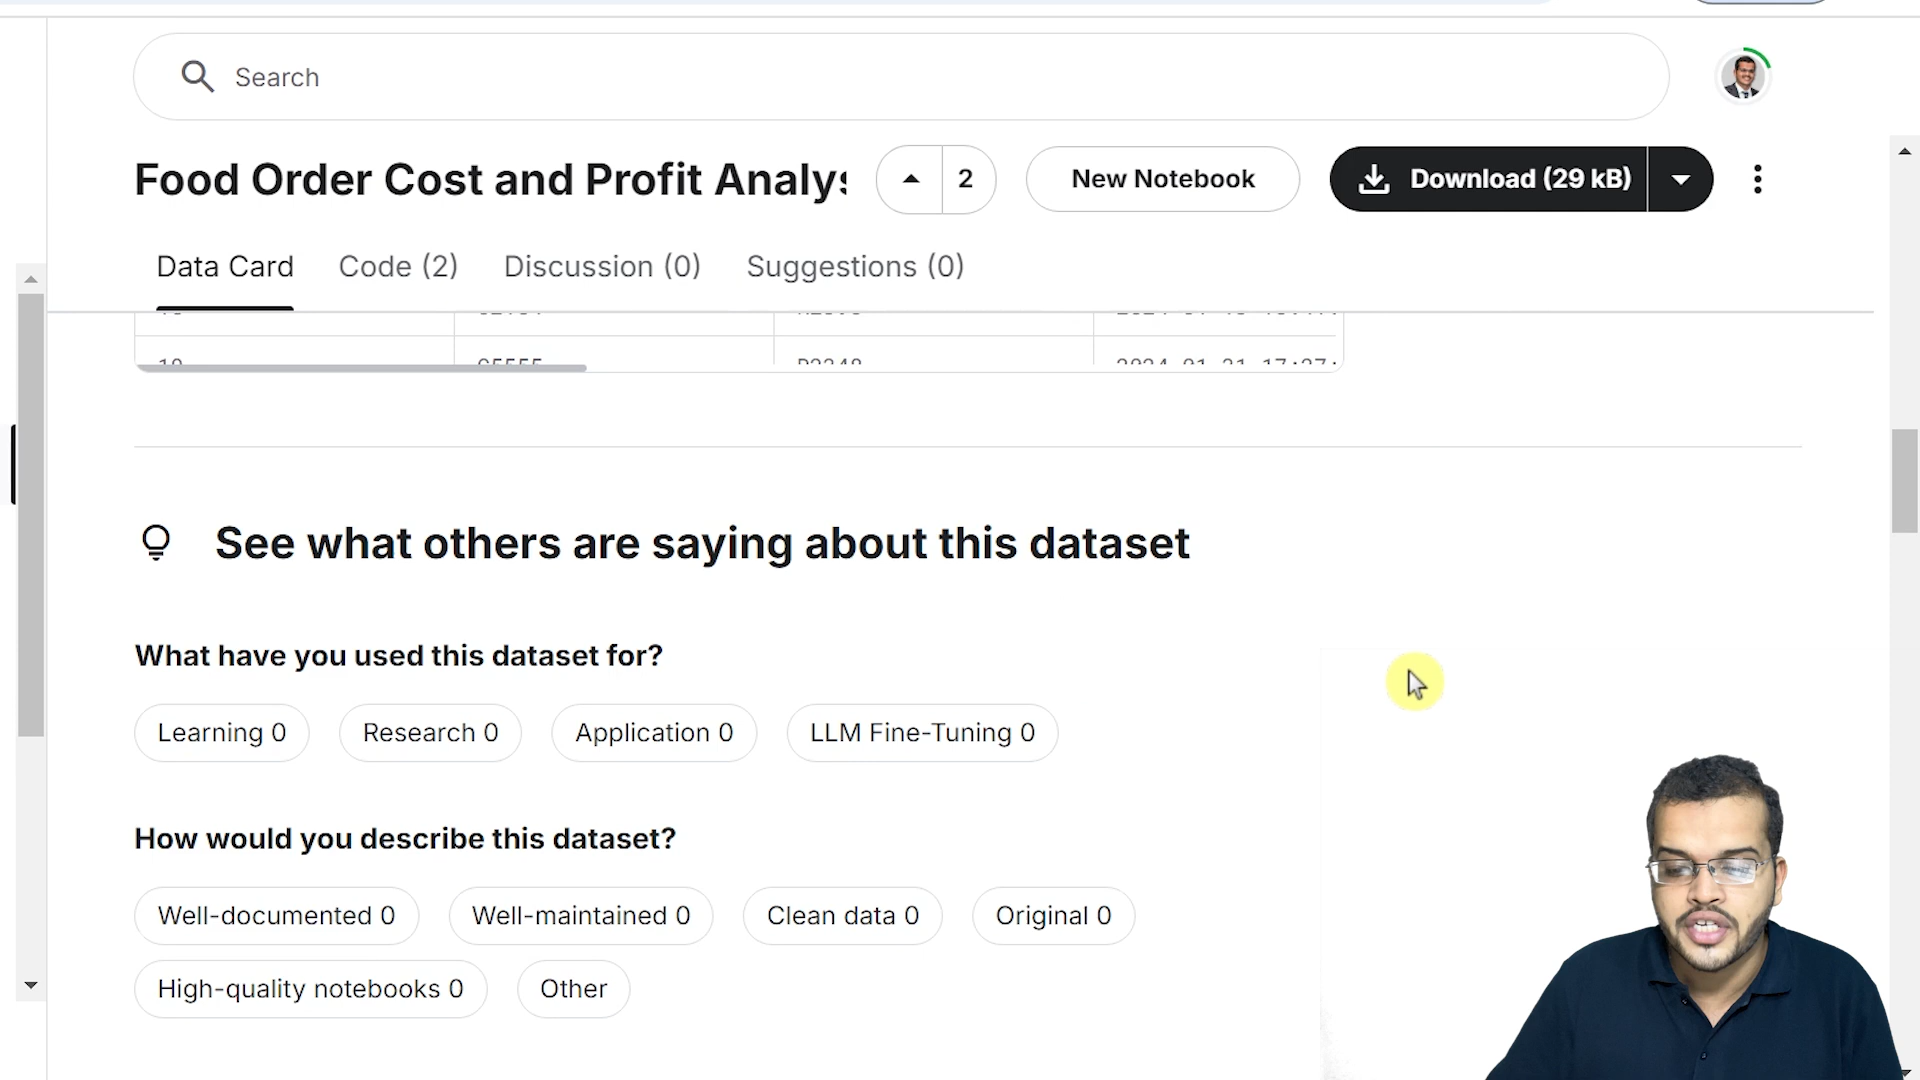 Search
Food Order Cost and Profit Analys
2
New Notebook
Download (29 kB)
Data Card
Code (2)
Discussion (0)
Suggestions (0)
See what others are saying about this dataset
What have you used this dataset for?
Learning 0
Research 0
Application 0
LLM Fine-Tuning 0
How would you describe this dataset?
Well-documented 0
Well-maintained 0
Clean data 0
Original 0
High-quality notebooks 0
Other